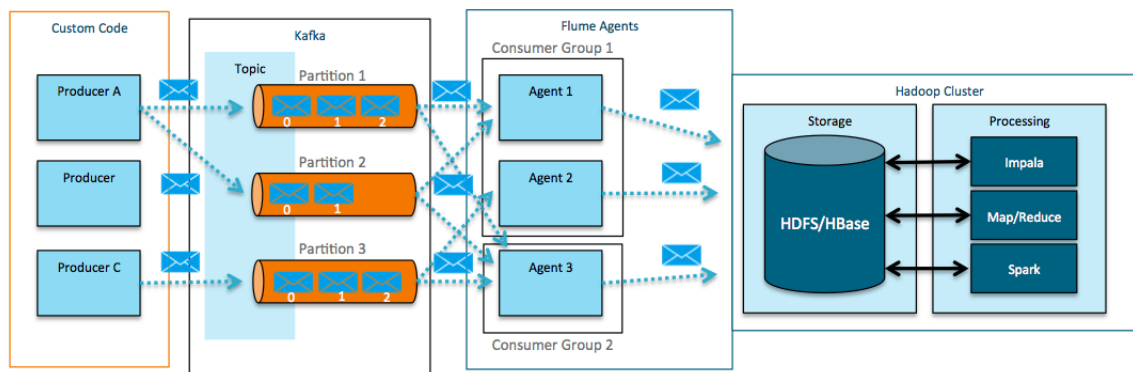 Custom Code
Producer A
Producer
Producer C
Kafka
Topic
Partition 1
0 1 2
Partition 2
0 1
Partition 3
0 1 2
Flume Agents
Consumer Group 1
Agent 1
Agent 2
Agent 3
Consumer Group 2
Hadoop Cluster
Storage
HDFS/HBase
Processing
Impala
Map/Reduce
Spark